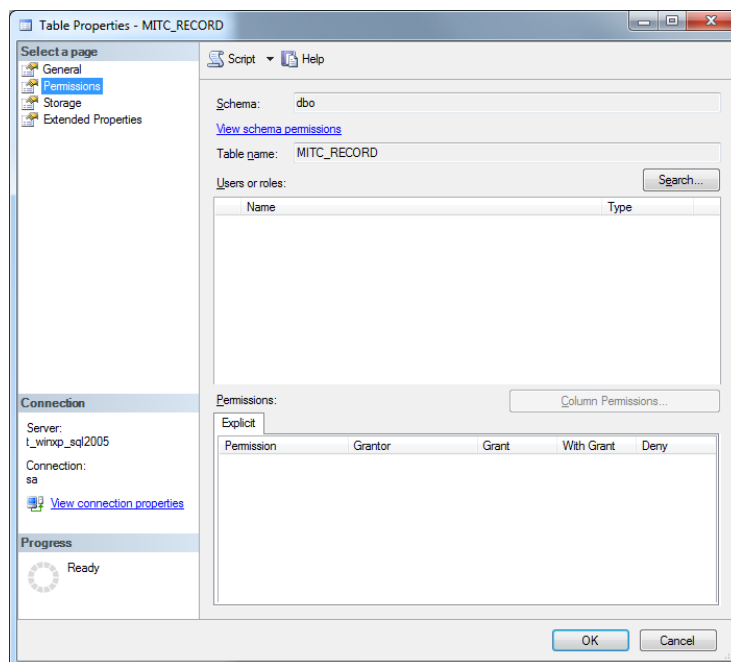 Table Properties - MITC_RECORD
Select a page
General
Permissions
Storage
Extended Properties
Script
Help
Schema: dbo
View schema permissions
Table name: MITC_RECORD
Users or roles:
Search...
Name Type
Connection
Server:
t_winxp_sql2005
Connection:
sa
View connection properties
Progress
Ready
Permissions:
Column Permissions...
Explicit
Permission Grantor Grant With Grant Deny
OK
Cancel